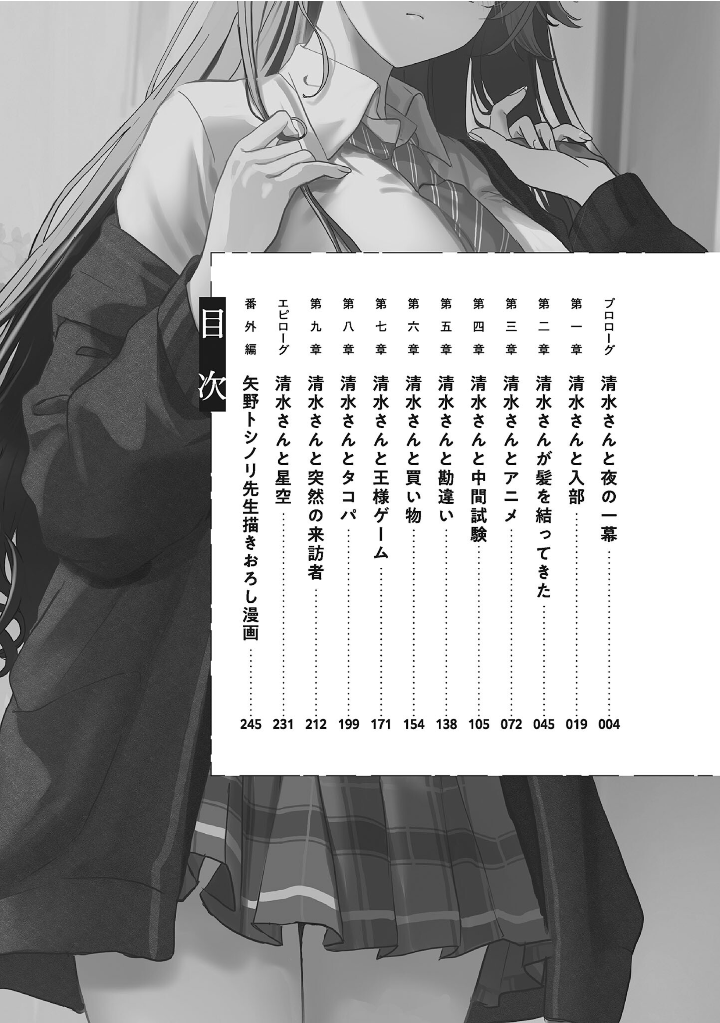 プロローグ 清水さんと夜の一幕 004
第一章 清水さんと入部 019
第二章 清水さんが髪を結ってきた 045
第三章 清水さんとアニメ 072
第四章 清水さんと中間試験 105
第五章 清水さんと勘違い 138
第六章 清水さんと買い物 154
第七章 清水さんと王様ゲーム 171
第八章 清水さんとタコパ 199
第九章 清水さんと突然の来訪者 212
エピローグ 清水さんと星空 231
番外編 矢野トシノリ先生描きおろし漫画 245
目次